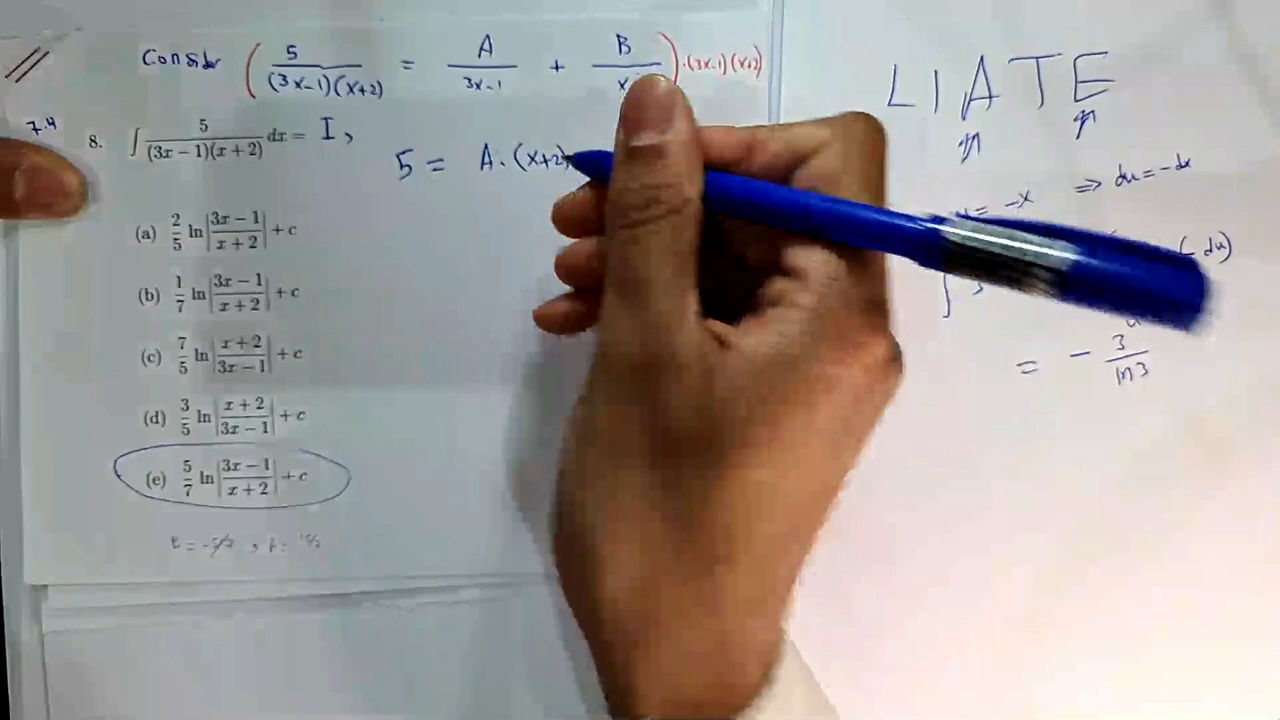 Consider ( 5/((3x-1)(x+2)) = A/(3x-1) + B/x ) · (3x-1)(x+2)
7.4
8. ∫ 5/((3x − 1)(x + 2)) dx = I,
5 = A. (x+2)
(a) 2/5 ln |(3x − 1)/(x + 2)| + c
(b) 1/7 ln |(3x − 1)/(x + 2)| + c
(c) 7/5 ln |(x + 2)/(3x − 1)| + c
(d) 3/5 ln |(x + 2)/(3x − 1)| + c
(e) 5/7 ln |(3x − 1)/(x + 2)| + c
LIATE
= -x ⇒ du = -dx
(du)
= - 3^u/ln3